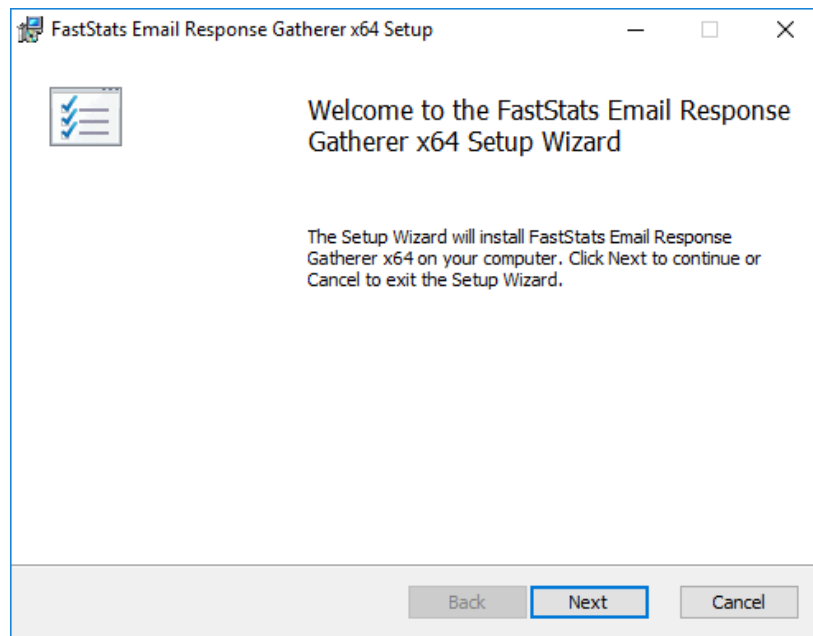 FastStats Email Response Gatherer x64 Setup
Welcome to the FastStats Email Response
Gatherer x64 Setup Wizard
The Setup Wizard will install FastStats Email Response
Gatherer x64 on your computer. Click Next to continue or
Cancel to exit the Setup Wizard.
Back Next Cancel